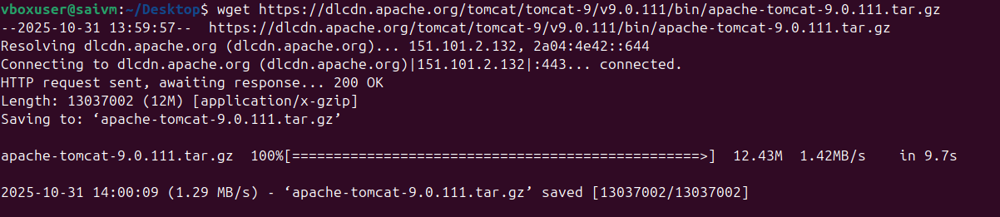 vboxuser@saivm:~/Desktop$ wget https://dlcdn.apache.org/tomcat/tomcat-9/v9.0.111/bin/apache-tomcat-9.0.111.tar.gz
--2025-10-31 13:59:57--  https://dlcdn.apache.org/tomcat/tomcat-9/v9.0.111/bin/apache-tomcat-9.0.111.tar.gz
Resolving dlcdn.apache.org (dlcdn.apache.org)... 151.101.2.132, 2a04:4e42::644
Connecting to dlcdn.apache.org (dlcdn.apache.org)|151.101.2.132|:443... connected.
HTTP request sent, awaiting response... 200 OK
Length: 13037002 (12M) [application/x-gzip]
Saving to: ‘apache-tomcat-9.0.111.tar.gz’
apache-tomcat-9.0.111.tar.gz  100%[=================================================>]  12.43M  1.42MB/s    in 9.7s
2025-10-31 14:00:09 (1.29 MB/s) - ‘apache-tomcat-9.0.111.tar.gz’ saved [13037002/13037002]